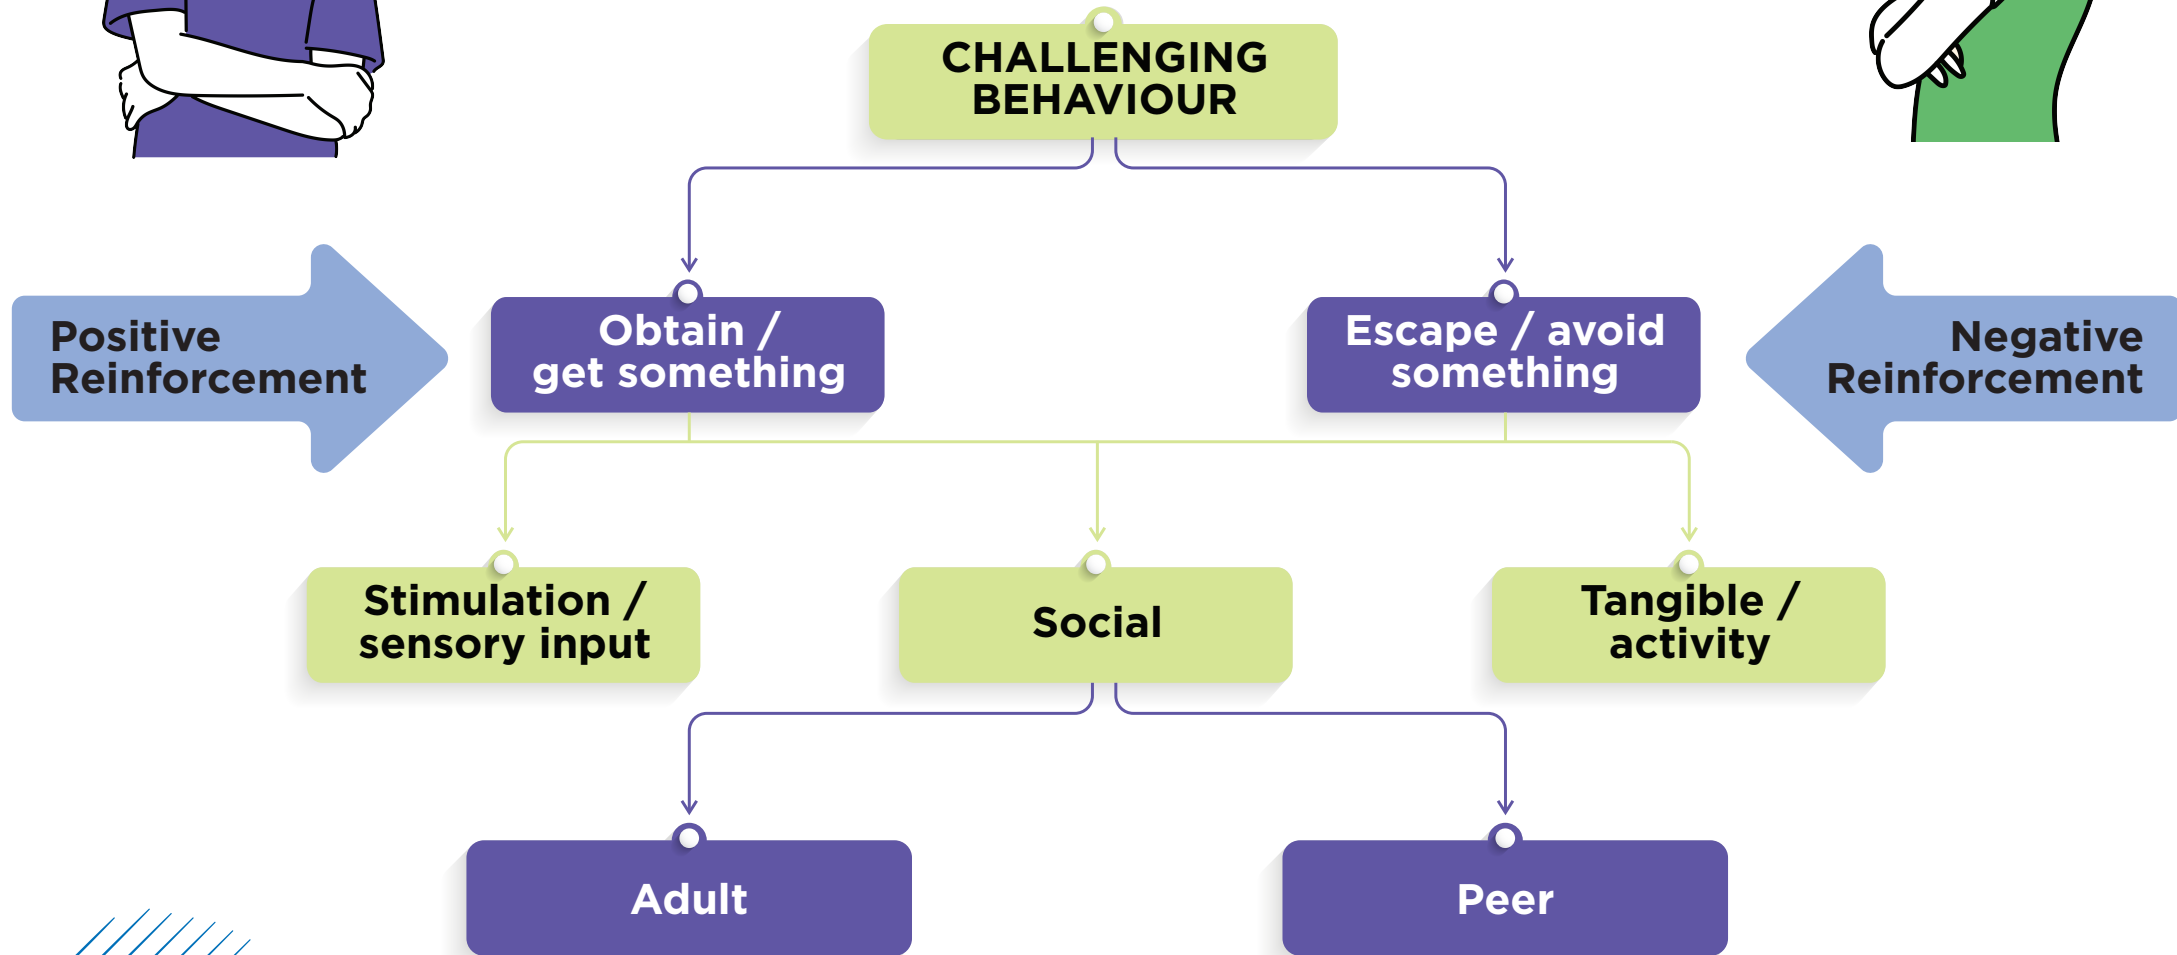 CHALLENGING
BEHAVIOUR
Positive
Reinforcement
Obtain /
get something
Escape / avoid
something
Negative
Reinforcement
Stimulation /
sensory input
Social
Tangible /
activity
Adult
Peer